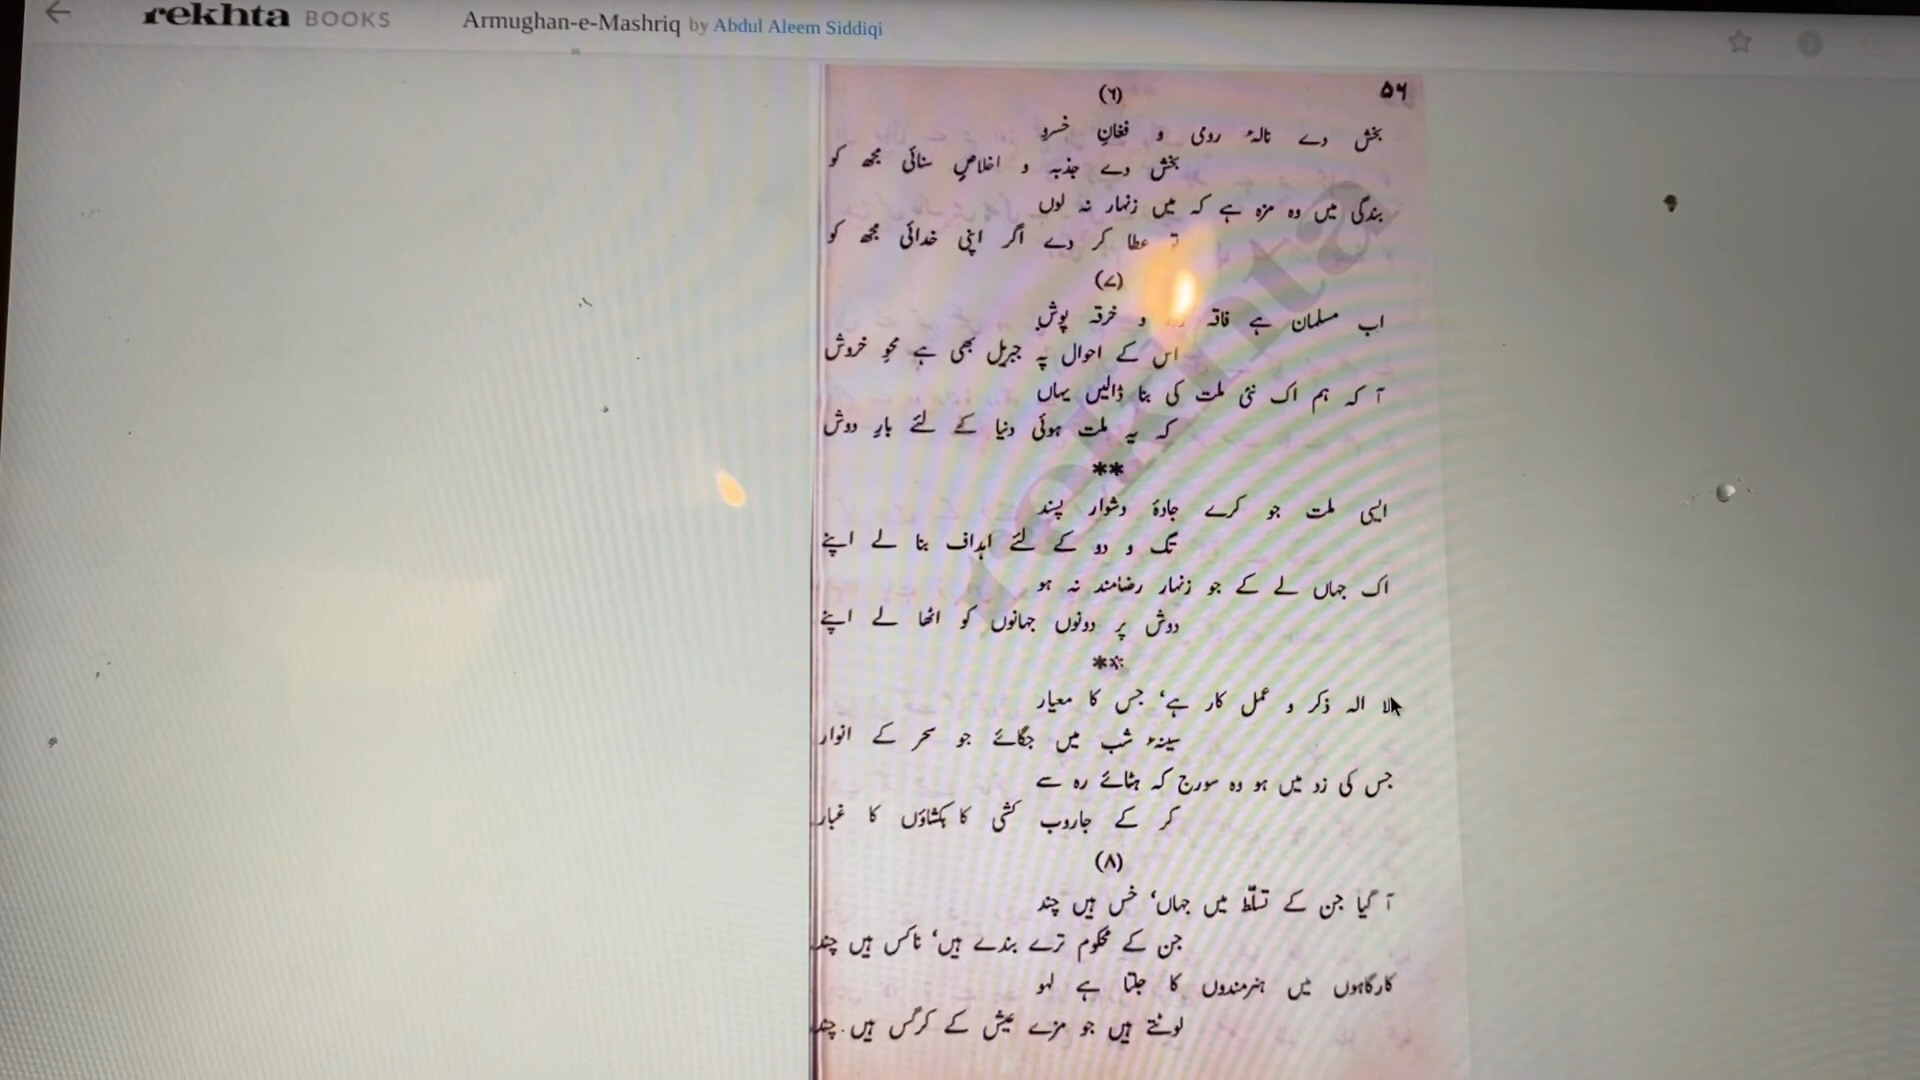 rekhta BOOKS
Armughan-e-Mashriq by Abdul Aleem Siddiqi
۵۶
(۶)
بخش دے نالۂ رومی و فغانِ خسرو
بخش دے جذبہ و اخلاصِ سنائی مجھ کو
بندگی میں وہ مزہ ہے کہ میں زنہار نہ لوں
تو عطا کر دے اگر اپنی خدائی مجھ کو
(۷)
اب مسلمان ہے فاقہ و خرقہ پوش
اس کے احوال پہ جبریل بھی ہے محوِ خروش
آ کہ ہم اک نئی ملت کی بنا ڈالیں یہاں
کہ یہ ملت ہوئی دنیا کے لئے بارِ دوش
**
ایسی ملت جو کرے جادۂ دشوار پسند
تگ و دو کے لئے اہداف بنا لے اپنے
اک جہاں لے کے جو زنہار رضامند نہ ہو
دوش پر دونوں جہانوں کو اٹھا لے اپنے
**
لا الہ ذکر و عمل کار ہے، جس کا معیار
سینۂ شب میں جگائے جو سحر کے انوار
جس کی زد میں ہو وہ سورج کہ ہٹائے رہ سے
کر کے جاروب کشی کا ہکشاؤں کا غبار
(۸)
آ گیا جن کے تسلّط میں جہاں، خس ہیں چند
جن کے محکوم ترے بندے ہیں، ناکس ہیں چند
کارگاہوں میں ہنرمندوں کا جلتا ہے لہو
لوٹتے ہیں جو مزے عیش کے کرگس ہیں چند
rekhta